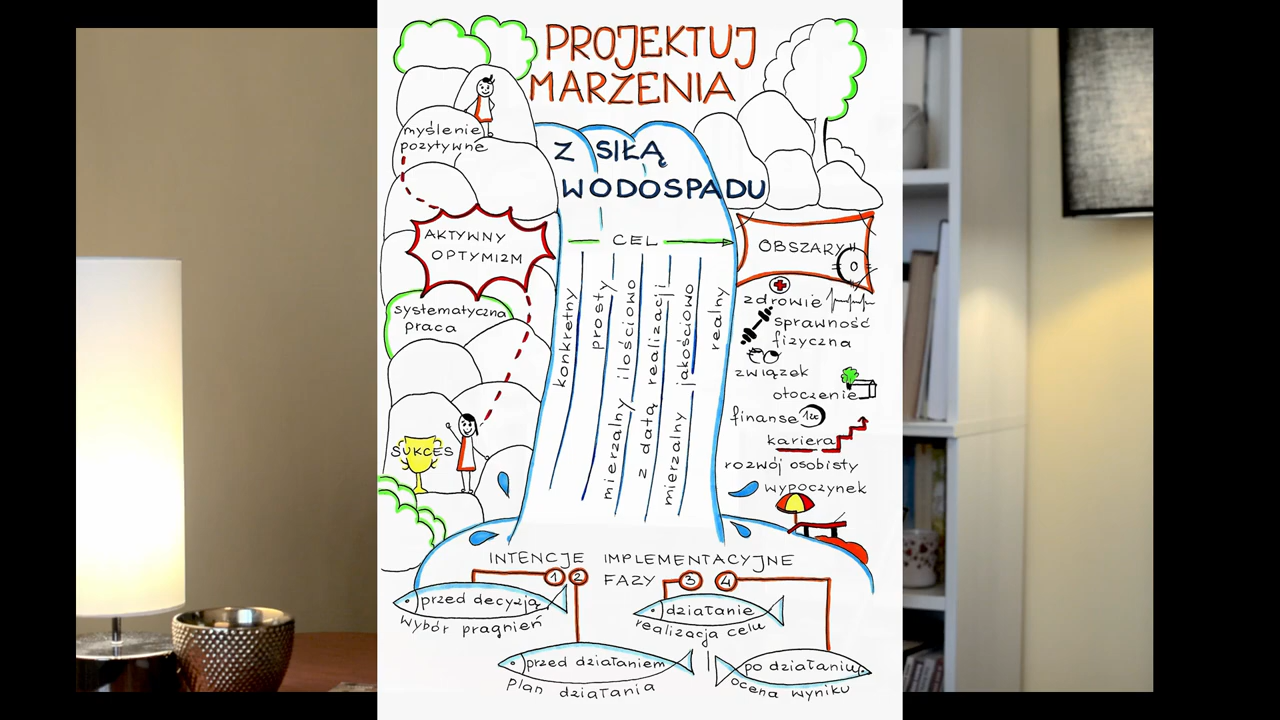 PROJEKTUJ
MARZENIA
Z SIŁĄ
WODOSPADU
myślenie
pozytywne
AKTYWNY
OPTYMIZM
systematyczna
praca
SUKCES
CEL
konkretny
prosty
mierzalny ilościowo
z datą realizacji
mierzalny jakościowo
realny
OBSZARY
zdrowie
sprawność
fizyczna
związek
otoczenie
finanse
kariera
rozwój osobisty
wypoczynek
INTENCJE IMPLEMENTACYJNE
1 2 FAZY 3 4
przed decyzją
wybór pragnień
działanie
realizacja celu
przed działaniem
plan działania
po działaniu
ocena wyniku